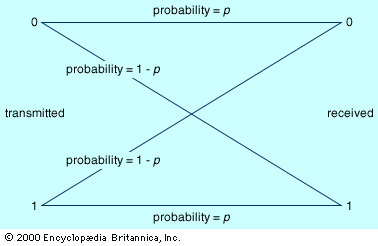 probability = p
0 0
probability = 1 - p
transmitted received
probability = 1 - p
1 1
probability = p
© 2000 Encyclopædia Britannica, Inc.